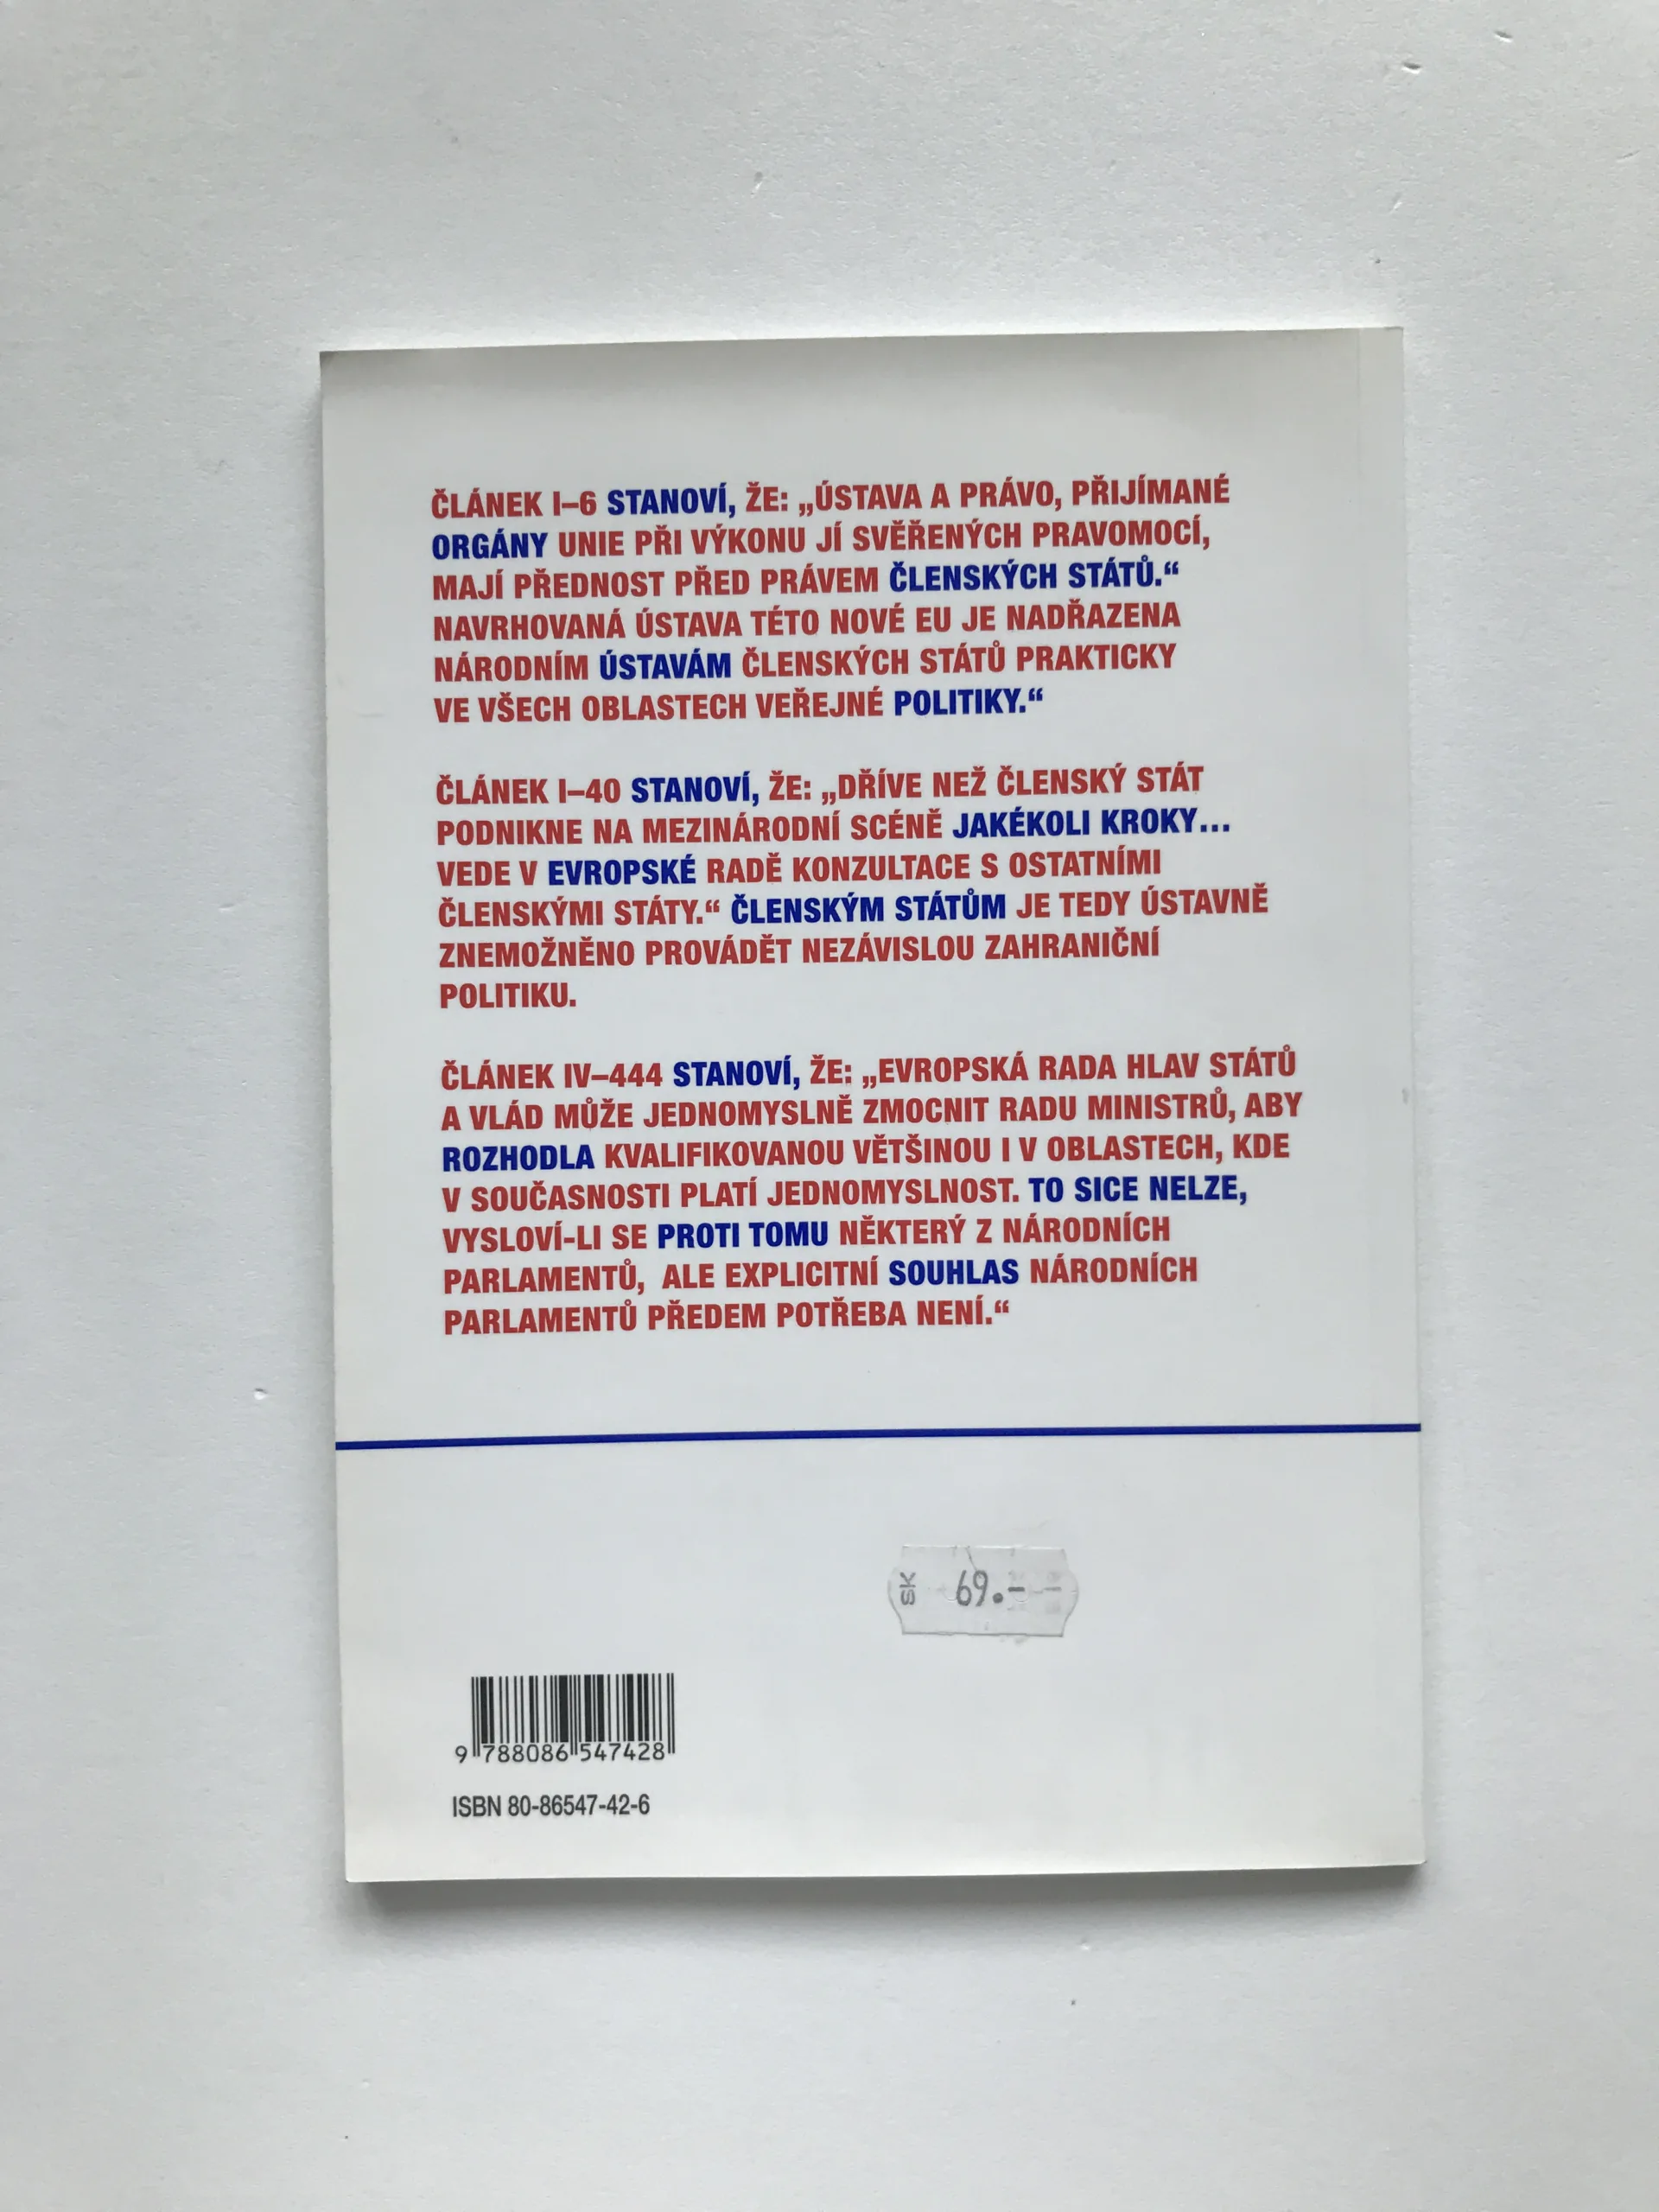 ČLÁNEK I–6 STANOVÍ, ŽE: „ÚSTAVA A PRÁVO, PŘIJÍMANÉ
ORGÁNY UNIE PŘI VÝKONU JÍ SVĚŘENÝCH PRAVOMOCÍ,
MAJÍ PŘEDNOST PŘED PRÁVEM ČLENSKÝCH STÁTŮ.“
NAVRHOVANÁ ÚSTAVA TÉTO NOVÉ EU JE NADŘAZENA
NÁRODNÍM ÚSTAVÁM ČLENSKÝCH STÁTŮ PRAKTICKY
VE VŠECH OBLASTECH VEŘEJNÉ POLITIKY.“
ČLÁNEK I–40 STANOVÍ, ŽE: „DŘÍVE NEŽ ČLENSKÝ STÁT
PODNIKNE NA MEZINÁRODNÍ SCÉNĚ JAKÉKOLI KROKY...
VEDE V EVROPSKÉ RADĚ KONZULTACE S OSTATNÍMI
ČLENSKÝMI STÁTY.“ ČLENSKÝM STÁTŮM JE TEDY ÚSTAVNĚ
ZNEMOŽNĚNO PROVÁDĚT NEZÁVISLOU ZAHRANIČNÍ
POLITIKU.
ČLÁNEK IV–444 STANOVÍ, ŽE: „EVROPSKÁ RADA HLAV STÁTŮ
A VLÁD MŮŽE JEDNOMYSLNĚ ZMOCNIT RADU MINISTRŮ, ABY
ROZHODLA KVALIFIKOVANOU VĚTŠINOU I V OBLASTECH, KDE
V SOUČASNOSTI PLATÍ JEDNOMYSLNOST. TO SICE NELZE,
VYSLOVÍ-LI SE PROTI TOMU NĚKTERÝ Z NÁRODNÍCH
PARLAMENTŮ, ALE EXPLICITNÍ SOUHLAS NÁRODNÍCH
PARLAMENTŮ PŘEDEM POTŘEBA NENÍ.“
SK 69.-
9 788086 547428
ISBN 80-86547-42-6